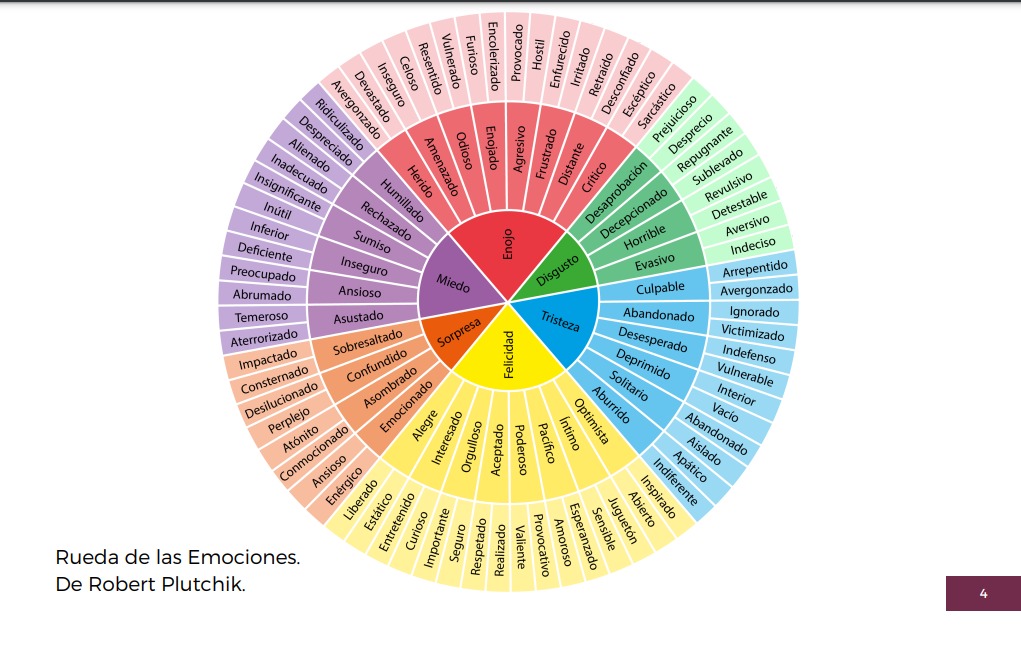 Enojo
Disgusto
Tristeza
Felicidad
Sorpresa
Miedo
Herido
Amenazado
Odioso
Enojado
Agresivo
Frustrado
Distante
Crítico
Desaprobación
Decepcionado
Horrible
Evasivo
Culpable
Abandonado
Desesperado
Deprimido
Solitario
Aburrido
Optimista
Íntimo
Pacífico
Poderoso
Aceptado
Orgulloso
Interesado
Alegre
Emocionado
Asombrado
Confundido
Sobresaltado
Asustado
Ansioso
Inseguro
Sumiso
Rechazado
Humillado
Avergonzado
Devastado
Inseguro
Celoso
Resentido
Vulnerado
Furioso
Encolerizado
Provocado
Hostil
Enfurecido
Irritado
Retraído
Desconfiado
Escéptico
Sarcástico
Prejuicioso
Desprecio
Repugnante
Sublevado
Revulsivo
Detestable
Aversivo
Indeciso
Arrepentido
Avergonzado
Ignorado
Victimizado
Indefenso
Vulnerable
Interior
Vacío
Abandonado
Aislado
Apático
Indiferente
Inspirado
Abierto
Juguetón
Sensible
Esperanzado
Amoroso
Provocativo
Valiente
Realizado
Respetado
Seguro
Importante
Curioso
Entretenido
Estático
Liberado
Enérgico
Ansioso
Conmocionado
Atónito
Perplejo
Desilucionado
Consternado
Impactado
Aterrorizado
Temeroso
Abrumado
Preocupado
Deficiente
Inferior
Inútil
Insignificante
Inadecuado
Alienado
Despreciado
Ridiculizado
Rueda de las Emociones.
De Robert Plutchik.
4